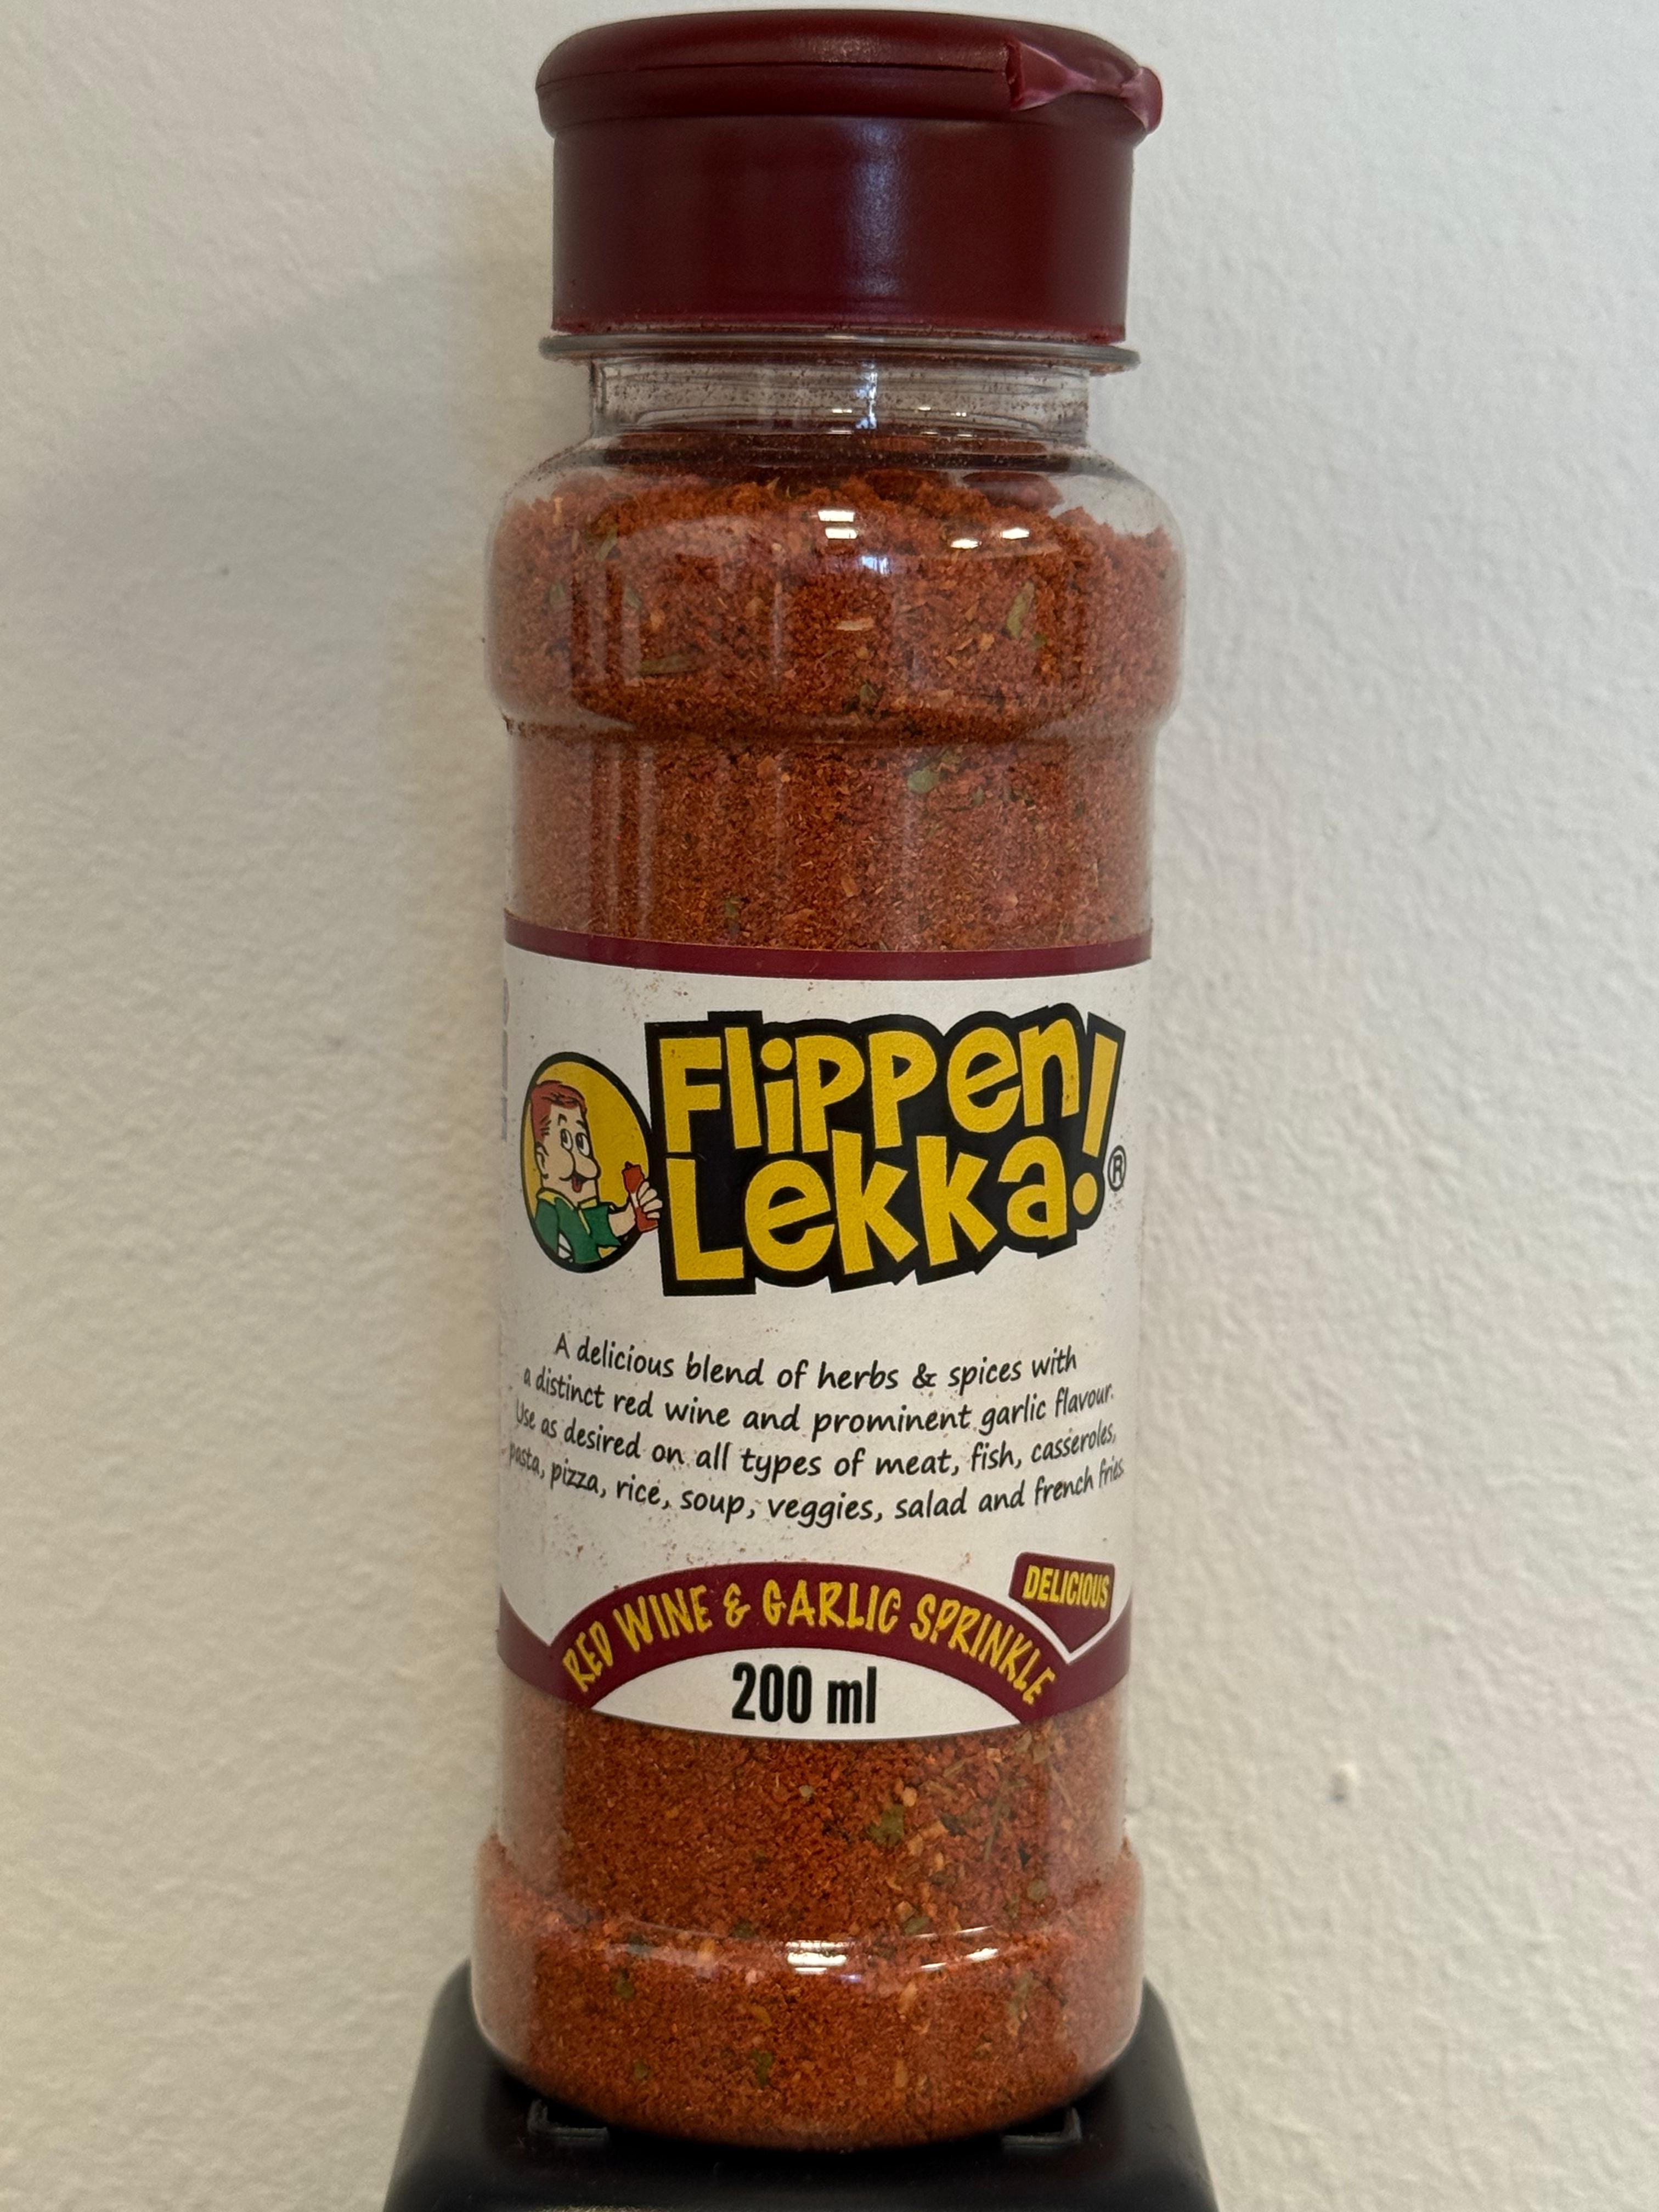 Flippen
Lekka!®
A delicious blend of herbs & spices with
a distinct red wine and prominent garlic flavour.
Use as desired on all types of meat, fish, casseroles,
pasta, pizza, rice, soup, veggies, salad and french fries.
DELICIOUS
RED WINE & GARLIC SPRINKLE
200 ml